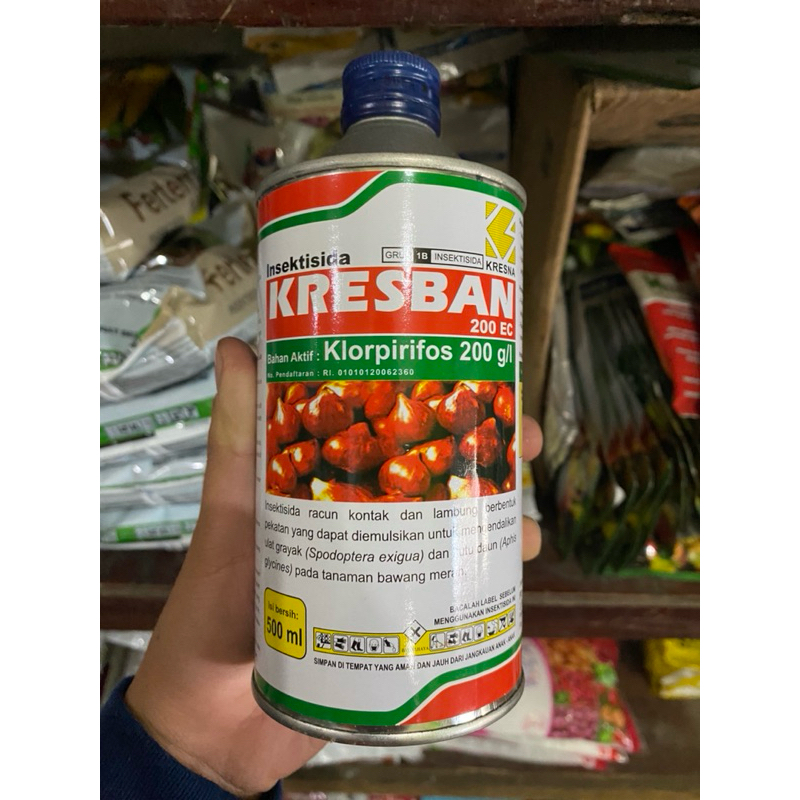 Insektisida
GRUP 1B INSEKTISIDA
KRESNA
KRESBAN
200 EC
Bahan Aktif : Klorpirifos 200 g/l
No. Pendaftaran : RI. 01010120062360
Insektisida racun kontak dan lambung berbentuk
pekatan yang dapat diemulsikan untuk mengendalikan
ulat grayak (Spodoptera exigua) dan kutu daun (Aphis
glycines) pada tanaman bawang merah.
Isi bersih:
500 ml
BACALAH LABEL SEBELUM
MENGGUNAKAN INSEKTISIDA INI
SIMPAN DI TEMPAT YANG AMAN DAN JAUH DARI JANGKAUAN ANAK - ANAK